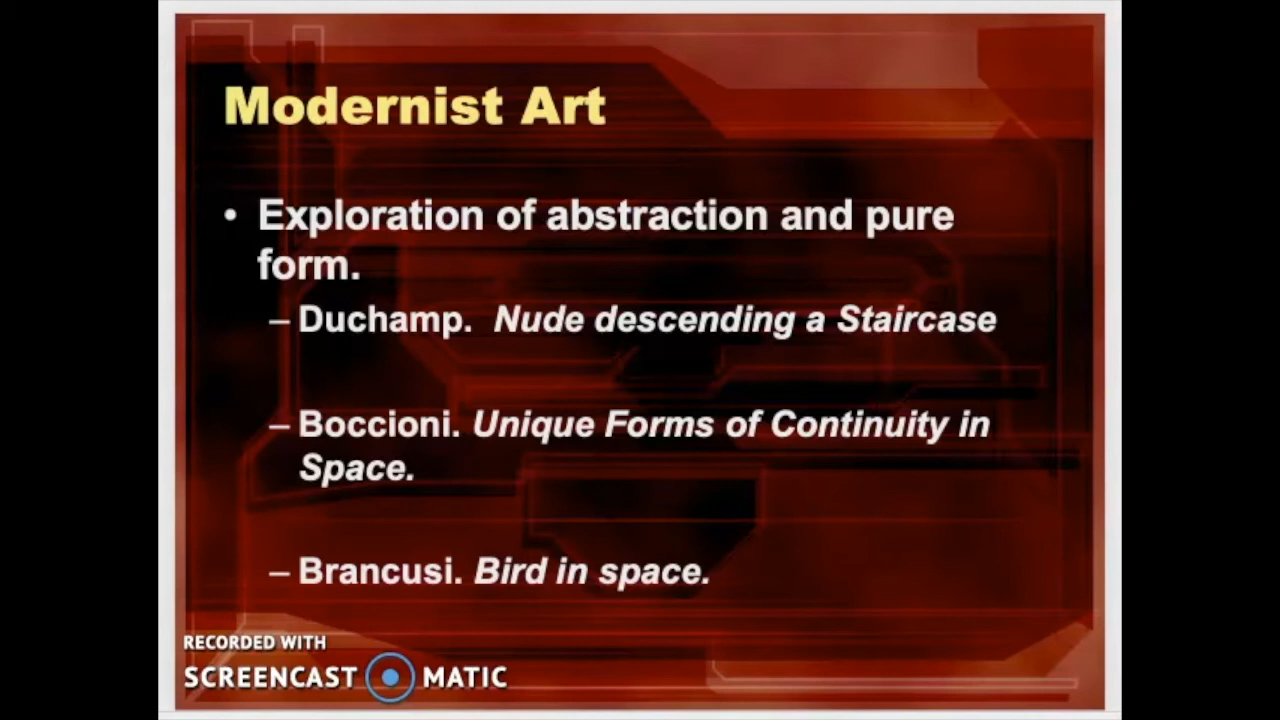 Modernist Art
• Exploration of abstraction and pure
form.
– Duchamp. Nude descending a Staircase
– Boccioni. Unique Forms of Continuity in
Space.
– Brancusi. Bird in space.
RECORDED WITH
SCREENCAST MATIC